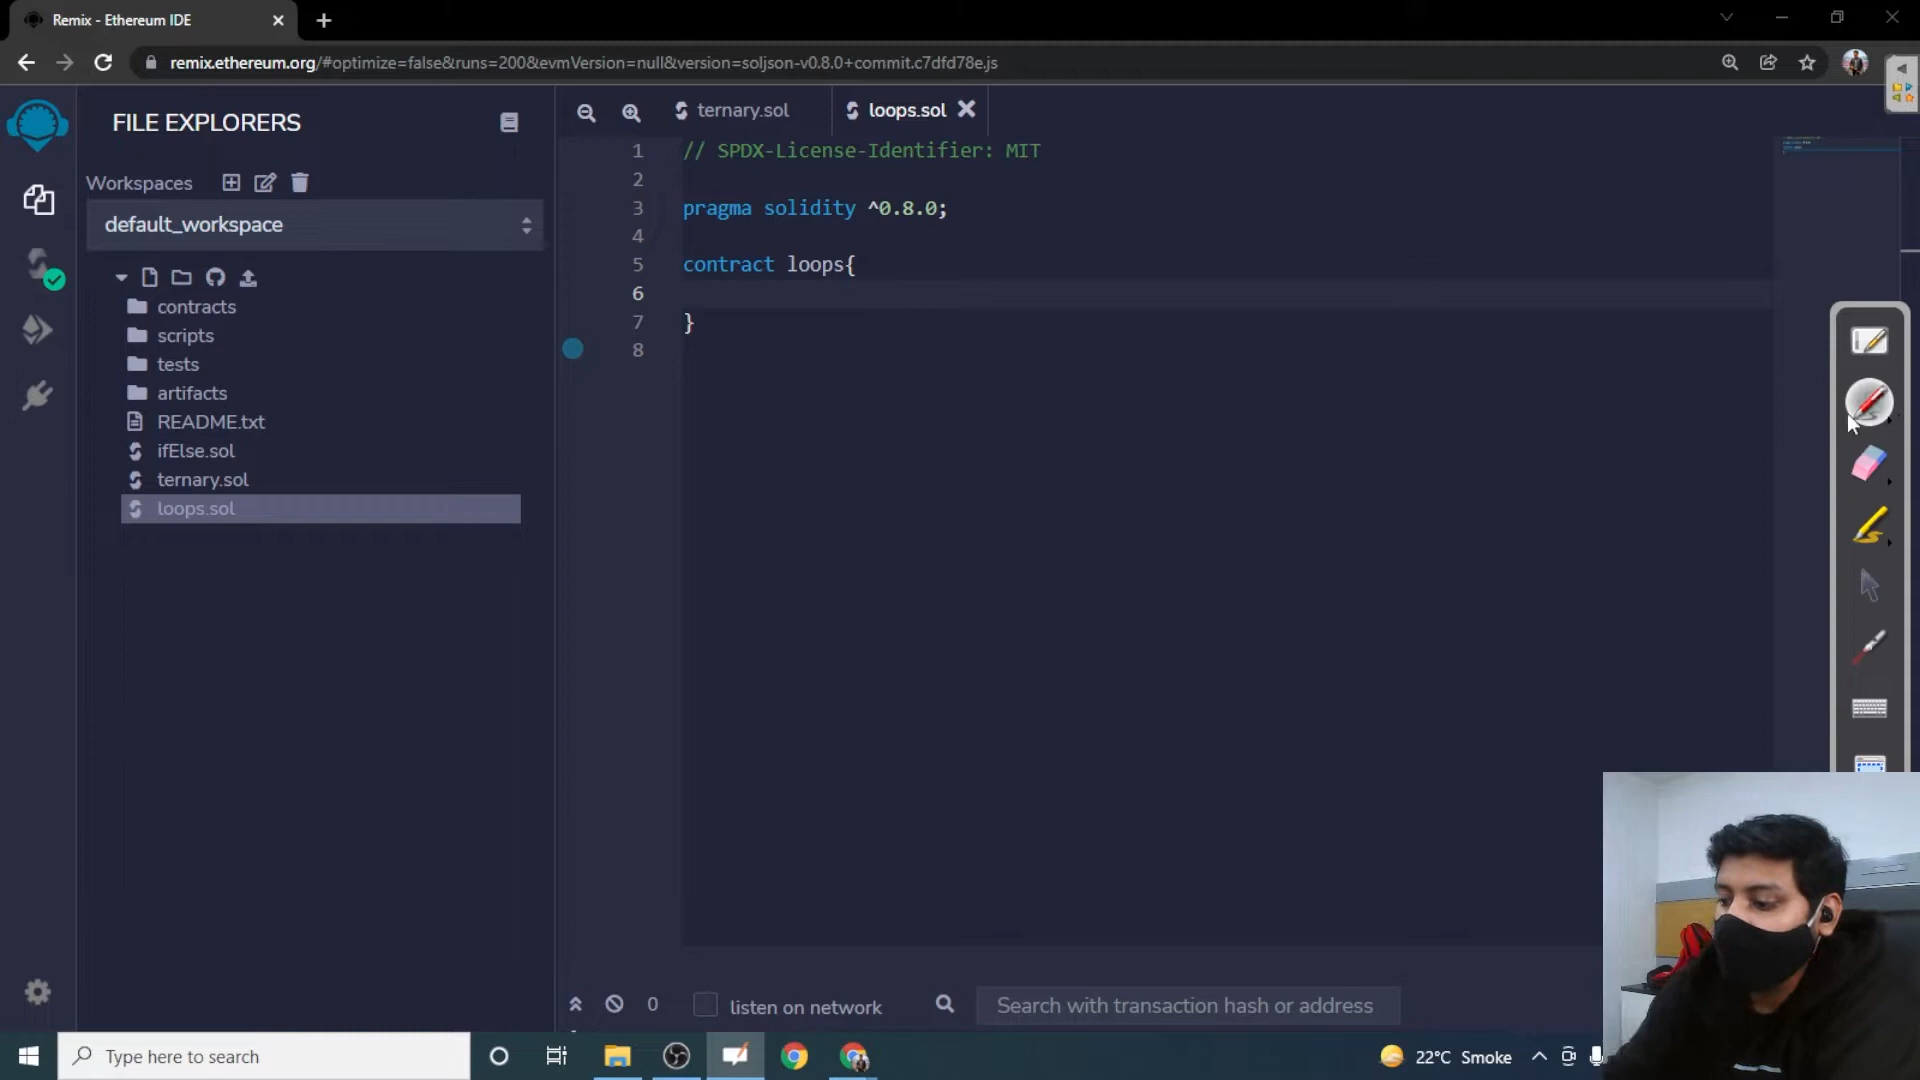 Remix - Ethereum IDE
remix.ethereum.org/#optimize=false&runs=200&evmVersion=null&version=soljson-v0.8.0+commit.c7dfd78e.js
FILE EXPLORERS
Workspaces
default_workspace
contracts
scripts
tests
artifacts
README.txt
ifElse.sol
ternary.sol
loops.sol
ternary.sol
loops.sol
1 // SPDX-License-Identifier: MIT
2
3 pragma solidity ^0.8.0;
4
5 contract loops{
6
7 }
8
0
listen on network
Search with transaction hash or address
Type here to search
22°C Smoke